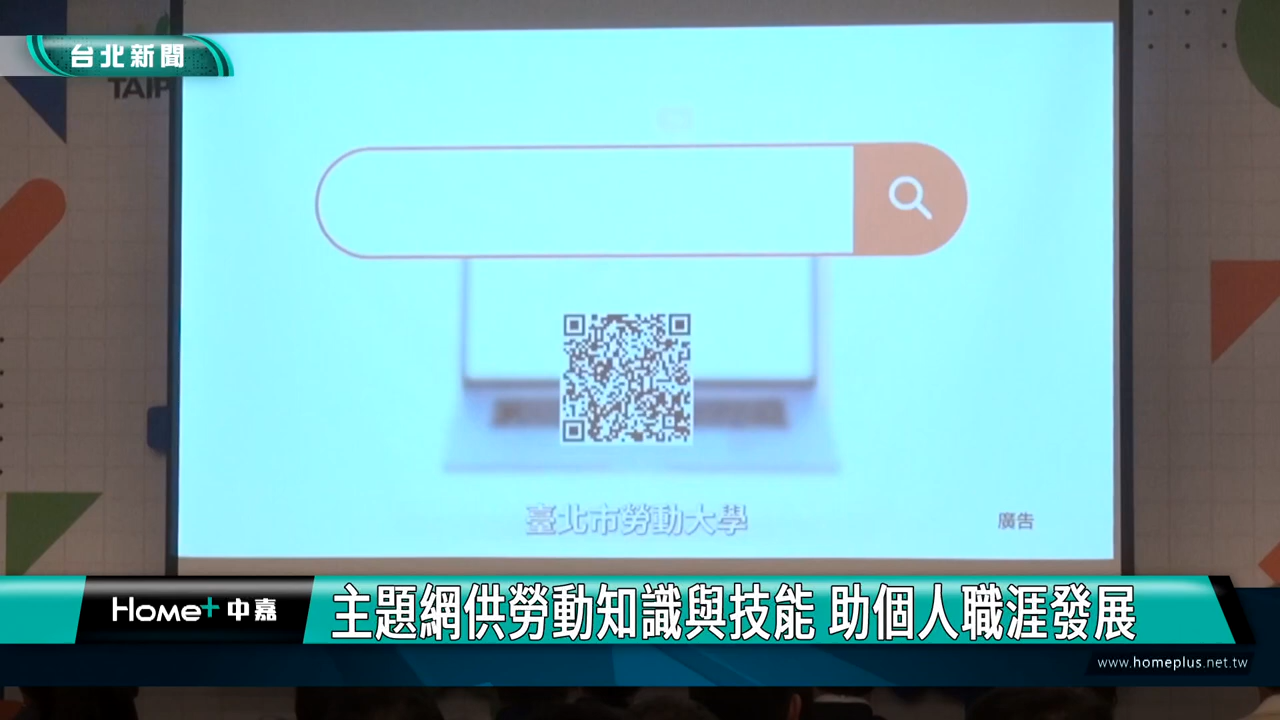 台北新聞
TAIP
臺北市勞動大學
廣告
Home+中嘉
主題網供勞動知識與技能 助個人職涯發展
www.homeplus.net.tw